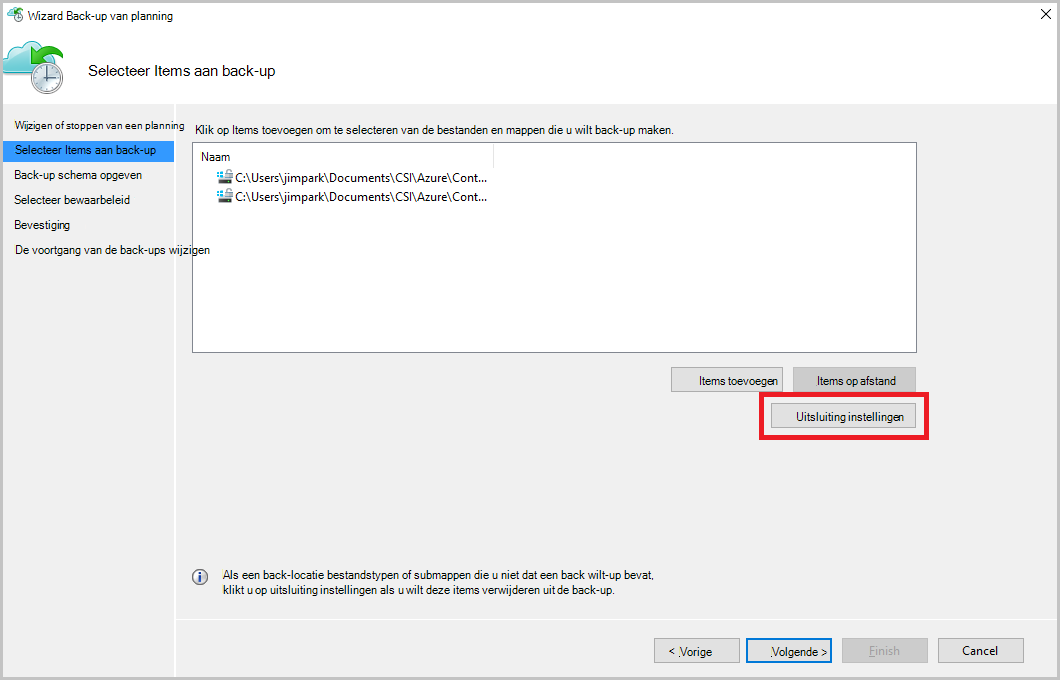 Wizard Back-up van planning
Selecteer Items aan back-up
Wijzigen of stoppen van een planning
Selecteer Items aan back-up
Back-up schema opgeven
Selecteer bewaarbeleid
Bevestiging
De voortgang van de back-ups wijzigen
Klik op Items toevoegen om te selecteren van de bestanden en mappen die u wilt back-up maken.
Naam
C:\Users\jimpark\Documents\CSI\Azure\Cont...
C:\Users\jimpark\Documents\CSI\Azure\Cont...
Items toevoegen
Items op afstand
Uitsluiting instellingen
Als een back-locatie bestandstypen of submappen die u niet dat een back wilt-up bevat,
klikt u op uitsluiting instellingen als u wilt deze items verwijderen uit de back-up.
< Vorige
Volgende >
Finish
Cancel